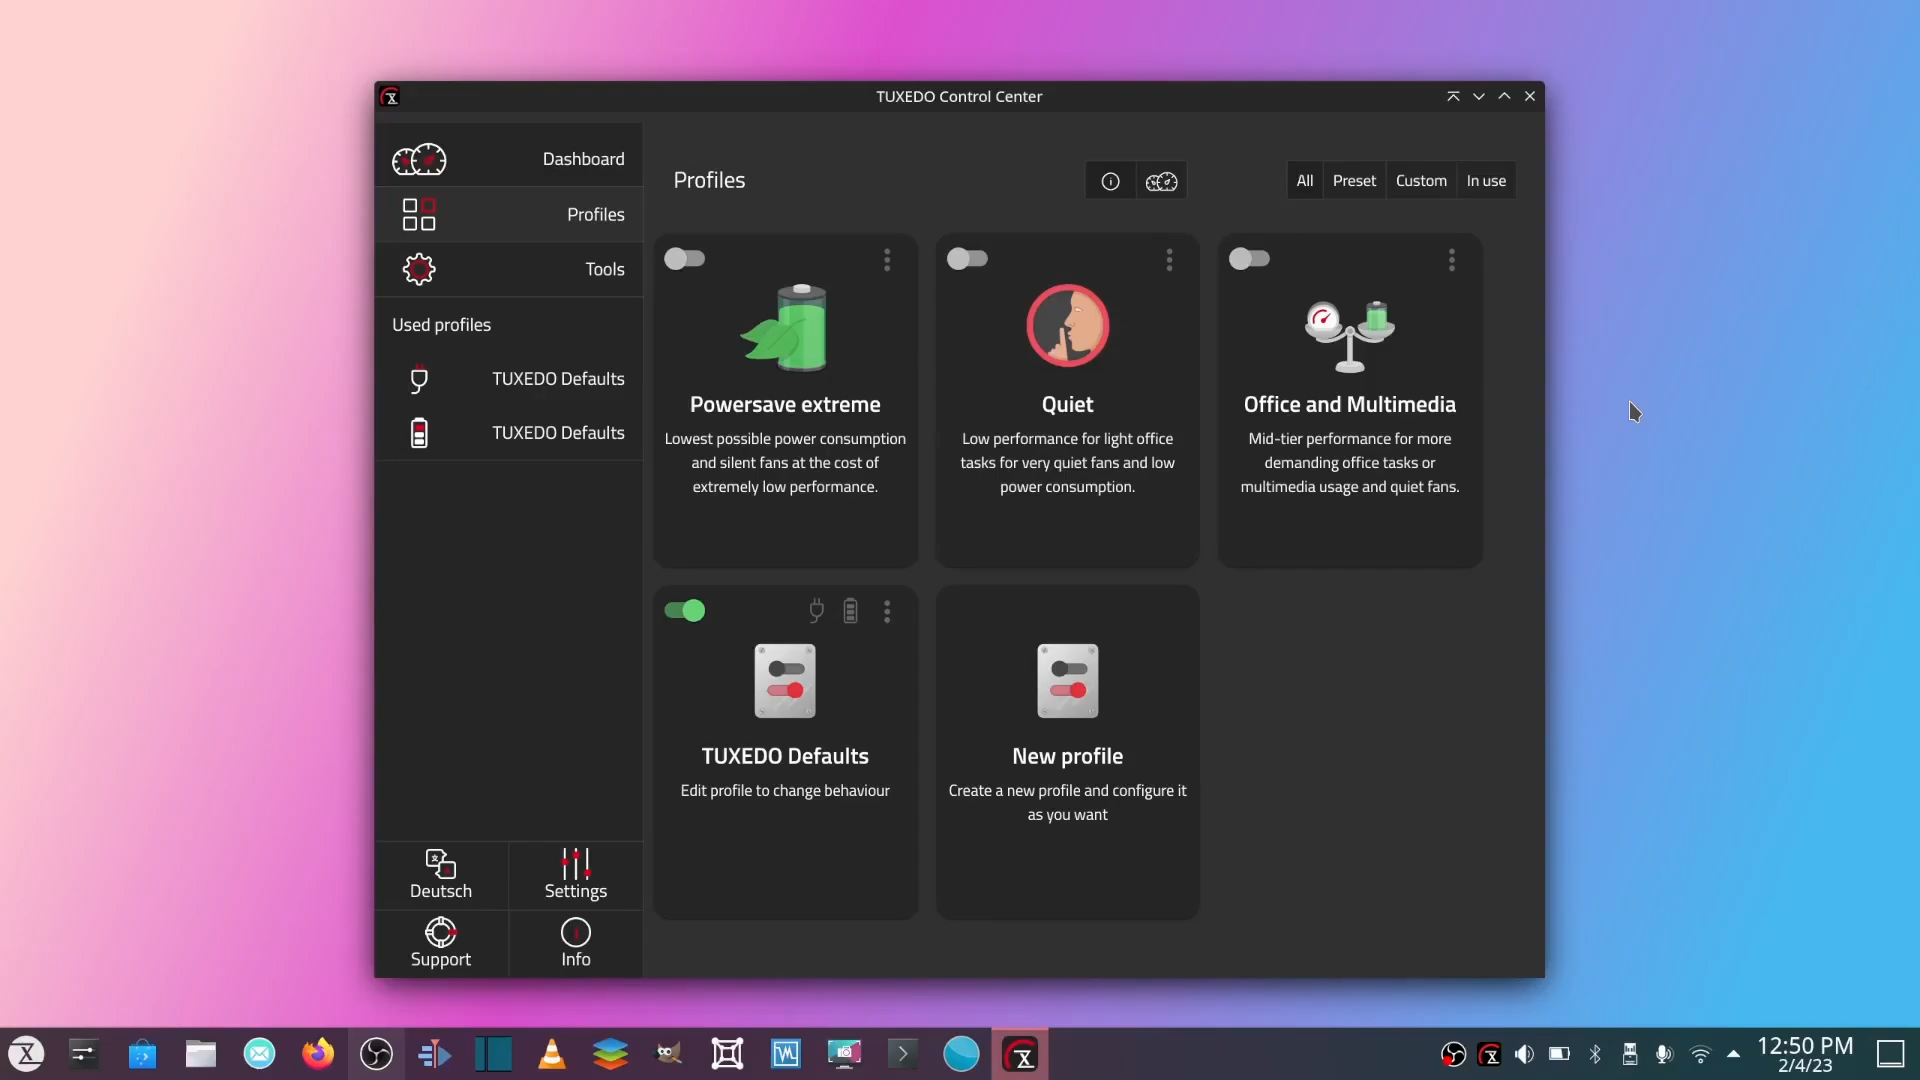 TUXEDO Control Center
Dashboard
Profiles
Tools
Used profiles
TUXEDO Defaults
TUXEDO Defaults
Deutsch
Settings
Support
Info
Profiles
All
Preset
Custom
In use
Powersave extreme
Lowest possible power consumption
and silent fans at the cost of
extremely low performance.
Quiet
Low performance for light office
tasks for very quiet fans and low
power consumption.
Office and Multimedia
Mid-tier performance for more
demanding office tasks or
multimedia usage and quiet fans.
TUXEDO Defaults
Edit profile to change behaviour
New profile
Create a new profile and configure it
as you want
12:50 PM
2/4/23